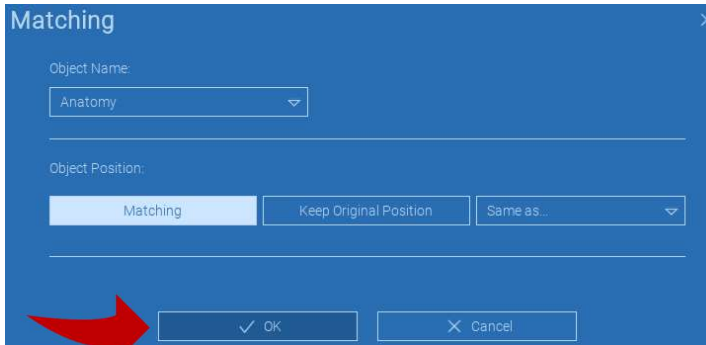 Matching
Object Name:
Anatomy
Object Position:
Matching Keep Original Position Same as...
OK Cancel